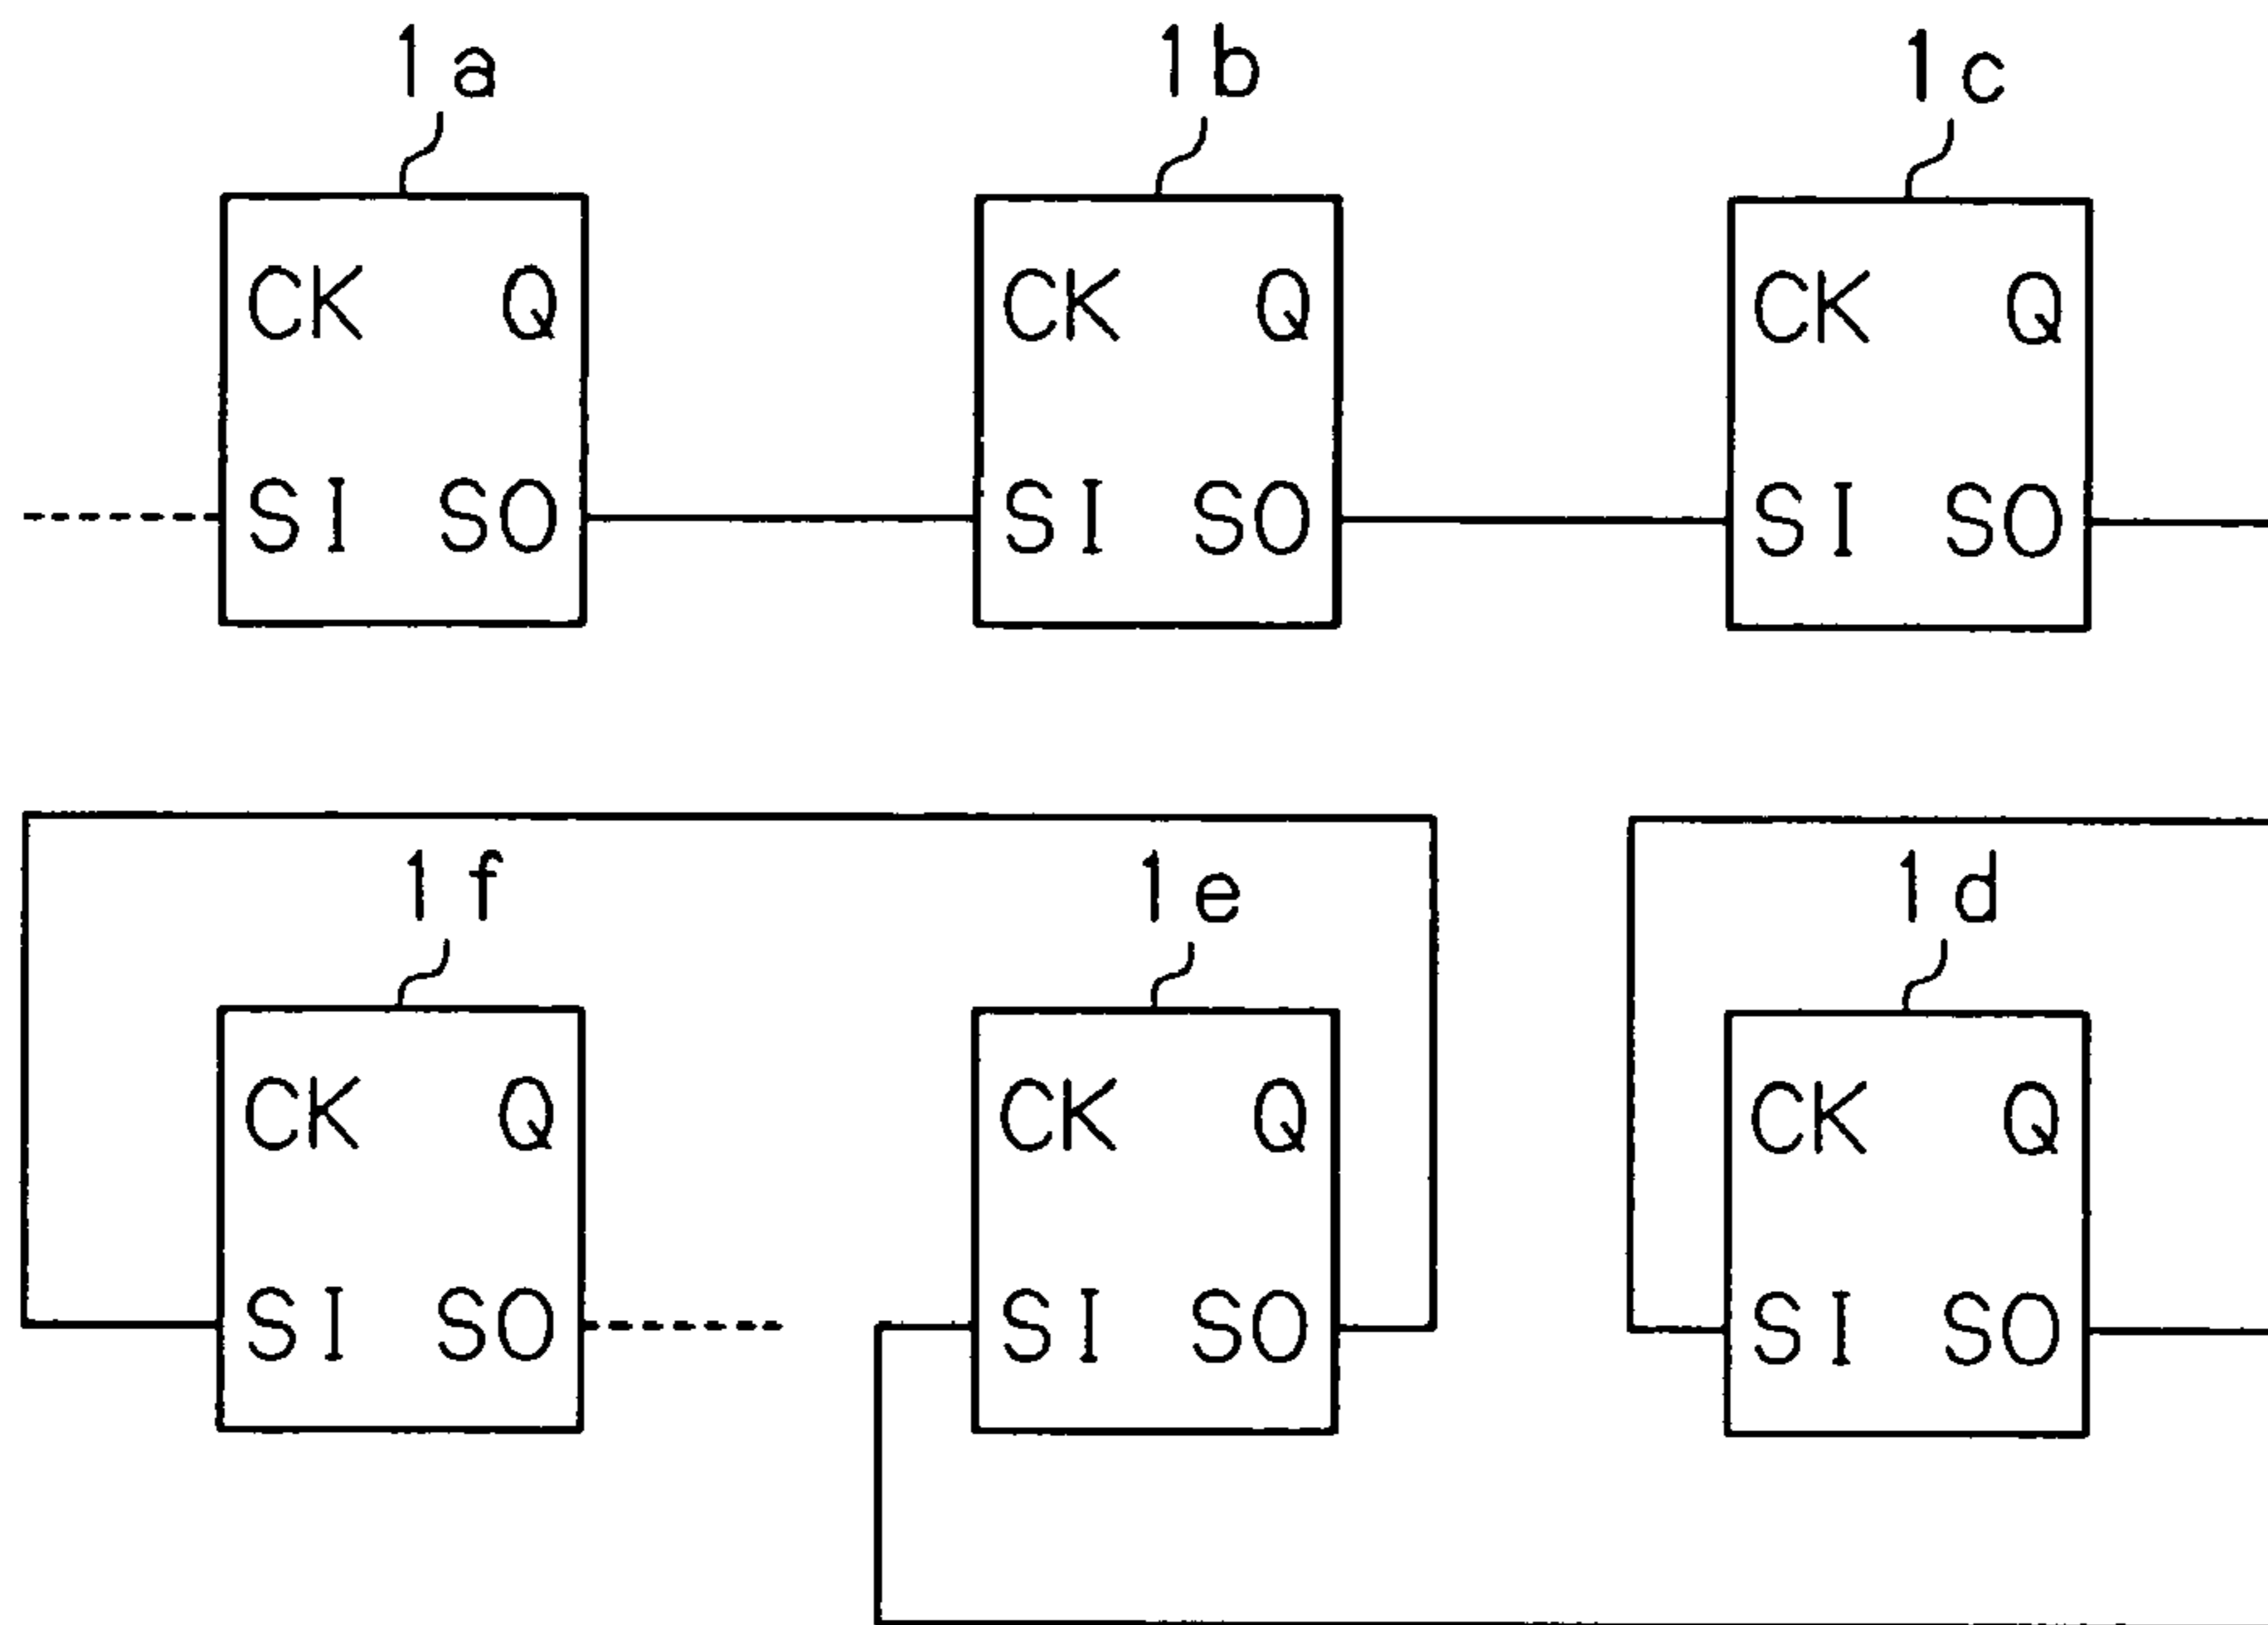 1a 1b 1c
CK Q CK Q CK Q
SI SO SI SO SI SO
1f 1e 1d
CK Q CK Q CK Q
SI SO SI SO SI SO